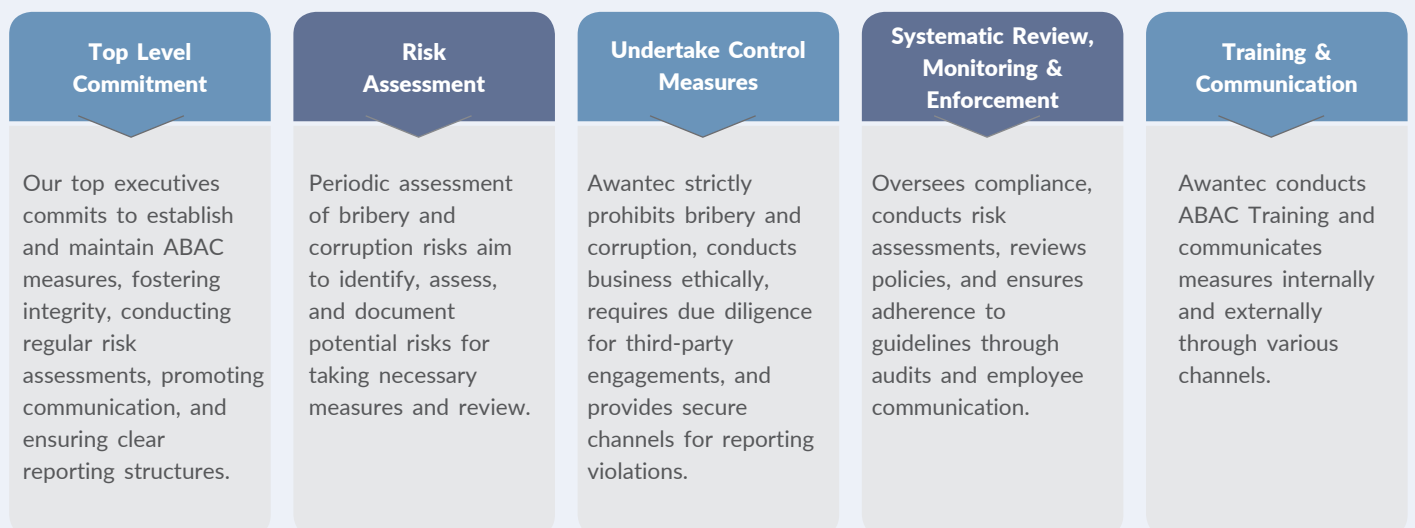 Top Level
Commitment
Our top executives
commits to establish
and maintain ABAC
measures, fostering
integrity, conducting
regular risk
assessments, promoting
communication, and
ensuring clear
reporting structures.
Risk
Assessment
Periodic assessment
of bribery and
corruption risks aim
to identify, assess,
and document
potential risks for
taking necessary
measures and review.
Undertake Control
Measures
Awantec strictly
prohibits bribery and
corruption, conducts
business ethically,
requires due diligence
for third-party
engagements, and
provides secure
channels for reporting
violations.
Systematic Review,
Monitoring &
Enforcement
Oversees compliance,
conducts risk
assessments, reviews
policies, and ensures
adherence to
guidelines through
audits and employee
communication.
Training &
Communication
Awantec conducts
ABAC Training and
communicates
measures internally
and externally
through various
channels.